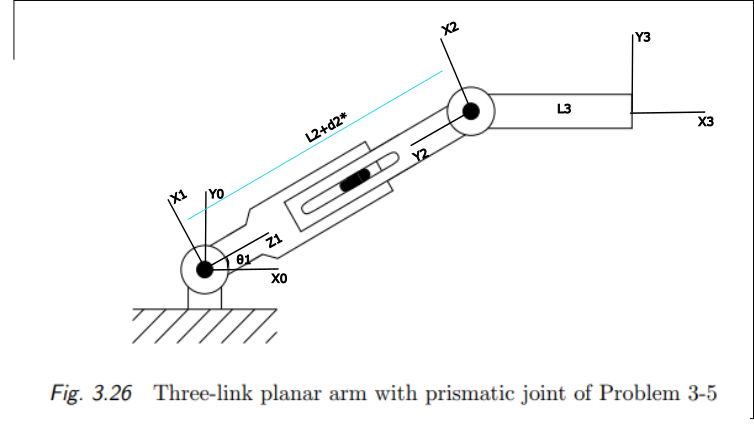 X2
Y3
L2+d2*
L3
X3
Y2
X1
Y0
Z1
θ1
X0
Fig. 3.26 Three-link planar arm with prismatic joint of Problem 3-5